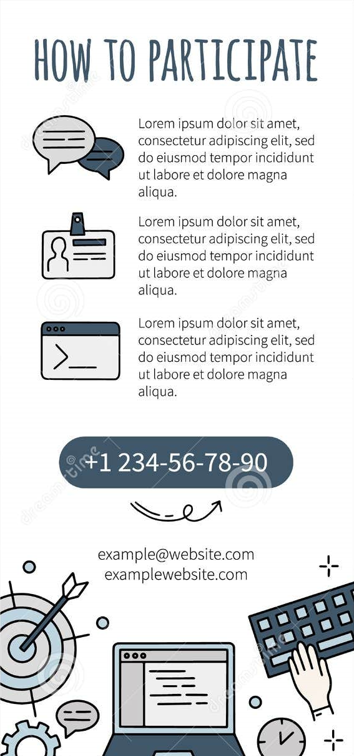 HOW TO PARTICIPATE
Lorem ipsum dolor sit amet,
consectetur adipiscing elit, sed
do eiusmod tempor incididunt
ut labore et dolore magna
aliqua.
Lorem ipsum dolor sit amet,
consectetur adipiscing elit, sed
do eiusmod tempor incididunt
ut labore et dolore magna
aliqua.
Lorem ipsum dolor sit amet,
consectetur adipiscing elit, sed
do eiusmod tempor incididunt
ut labore et dolore magna
aliqua.
+1 234-56-78-90
example@website.com
examplewebsite.com